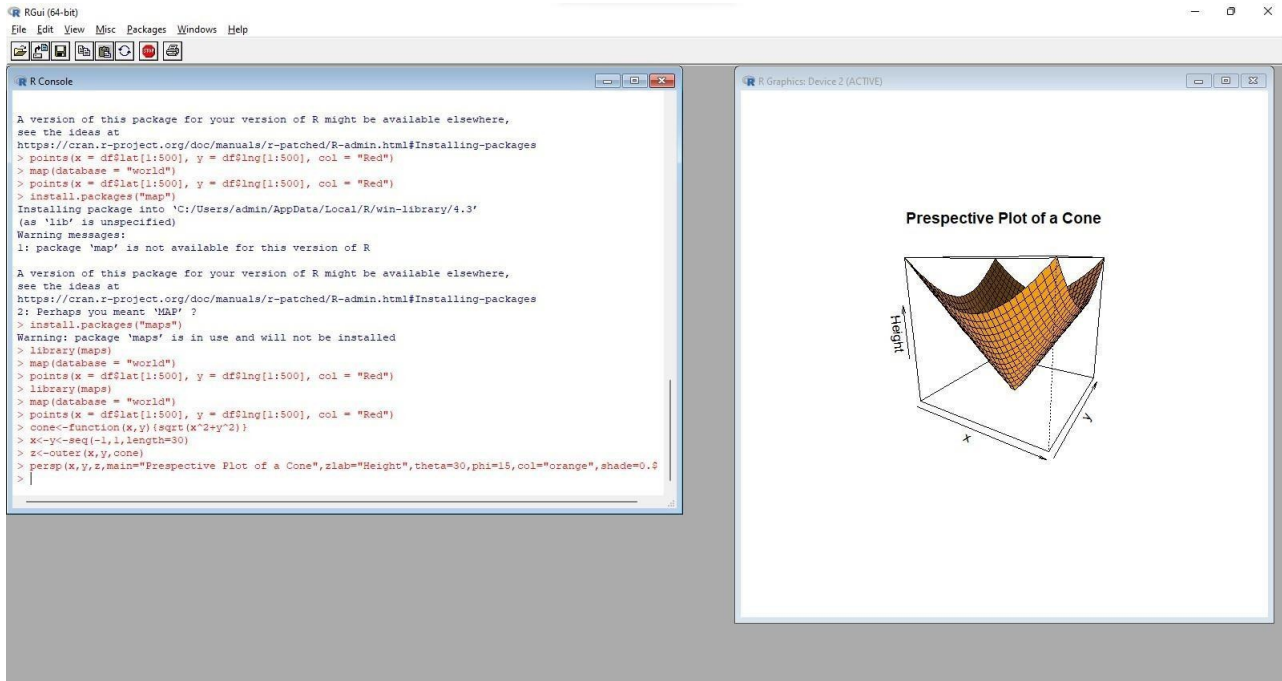 RGui (64-bit)
File Edit View Misc Packages Windows Help
STOP
R Console
A version of this package for your version of R might be available elsewhere,
see the ideas at
https://cran.r-project.org/doc/manuals/r-patched/R-admin.html#Installing-packages
> points(x = df$lat[1:500], y = df$lng[1:500], col = "Red")
> map(database = "world")
> points(x = df$lat[1:500], y = df$lng[1:500], col = "Red")
> install.packages("map")
Installing package into ‘C:/Users/admin/AppData/Local/R/win-library/4.3’
(as ‘lib’ is unspecified)
Warning messages:
1: package ‘map’ is not available for this version of R
A version of this package for your version of R might be available elsewhere,
see the ideas at
https://cran.r-project.org/doc/manuals/r-patched/R-admin.html#Installing-packages
2: Perhaps you meant ‘MAP’ ?
> install.packages("maps")
Warning: package ‘maps’ is in use and will not be installed
> library(maps)
> map(database = "world")
> points(x = df$lat[1:500], y = df$lng[1:500], col = "Red")
> library(maps)
> map(database = "world")
> points(x = df$lat[1:500], y = df$lng[1:500], col = "Red")
> cone<-function(x,y){sqrt(x^2+y^2)}
> x<-y<-seq(-1,1,length=30)
> z<-outer(x,y,cone)
> persp(x,y,z,main="Prespective Plot of a Cone",zlab="Height",theta=30,phi=15,col="orange",shade=0.$
>
R Graphics: Device 2 (ACTIVE)
Prespective Plot of a Cone
Height
x
y